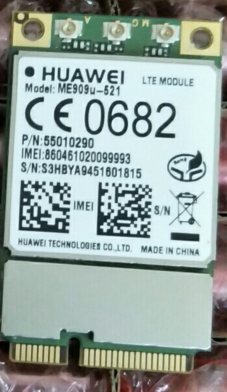 A M G
HUAWEI LTE MODULE
Model: ME909u-521
CE 0682
P/N:55010290
IMEI:860461020099993
S/N:S3HBYA9451601815
IMEI S/N
HUAWEI TECHNOLOGIES CO.,LTD. MADE IN CHINA